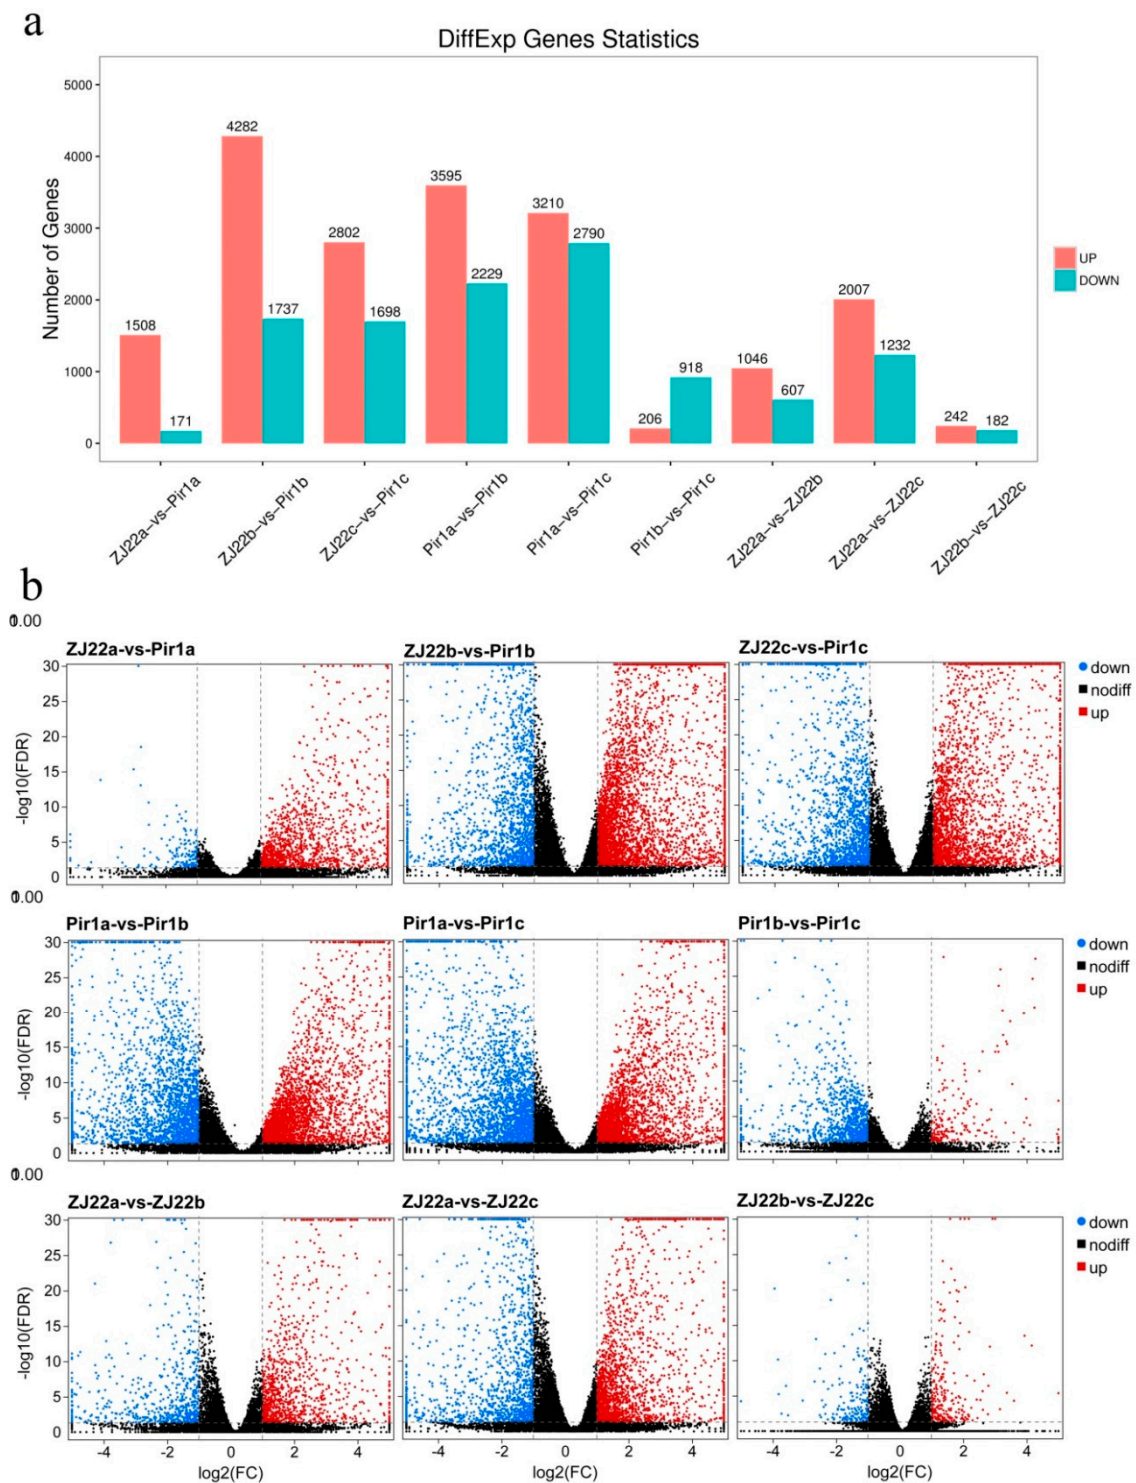 a
DiffExp Genes Statistics
Number of Genes
5000
4000
3000
2000
1000
0
1508
171
4282
1737
2802
1698
3595
2229
3210
2790
206
918
1046
607
2007
1232
242
182
UP
DOWN
ZJ22a-vs-Pir1a
ZJ22b-vs-Pir1b
ZJ22c-vs-Pir1c
Pir1a-vs-Pir1b
Pir1a-vs-Pir1c
Pir1b-vs-Pir1c
ZJ22a-vs-ZJ22b
ZJ22a-vs-ZJ22c
ZJ22b-vs-ZJ22c
b
ZJ22a-vs-Pir1a
ZJ22b-vs-Pir1b
ZJ22c-vs-Pir1c
30
25
20
15
10
5
0
-log10(FDR)
down
nodiff
up
Pir1a-vs-Pir1b
Pir1a-vs-Pir1c
Pir1b-vs-Pir1c
30
25
20
15
10
5
0
-log10(FDR)
down
nodiff
up
ZJ22a-vs-ZJ22b
ZJ22a-vs-ZJ22c
ZJ22b-vs-ZJ22c
30
25
20
15
10
5
0
-log10(FDR)
down
nodiff
up
-4 -2 0 2 4
-4 -2 0 2 4
-4 -2 0 2 4
log2(FC)
log2(FC)
log2(FC)